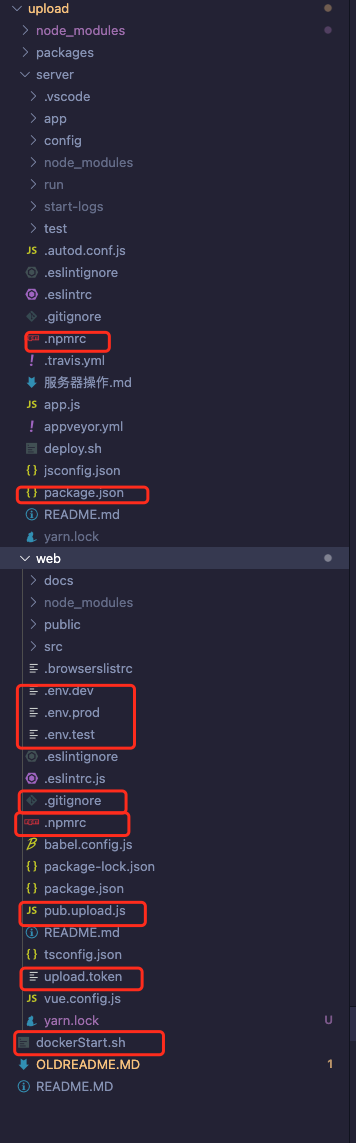 upload
node_modules
packages
server
.vscode
app
config
node_modules
run
start-logs
test
JS .autod.conf.js
.eslintignore
.eslintrc
.gitignore
.npmrc
! .travis.yml
服务器操作.md
JS app.js
! appveyor.yml
deploy.sh
{} jsconfig.json
{} package.json
README.md
yarn.lock
web
docs
node_modules
public
src
.browserslistrc
.env.dev
.env.prod
.env.test
.eslintignore
.eslintrc.js
.gitignore
.npmrc
babel.config.js
{} package-lock.json
{} package.json
JS pub.upload.js
README.md
tsconfig.json
upload.token
JS vue.config.js
yarn.lock U
dockerStart.sh
OLDREADME.MD 1
README.MD